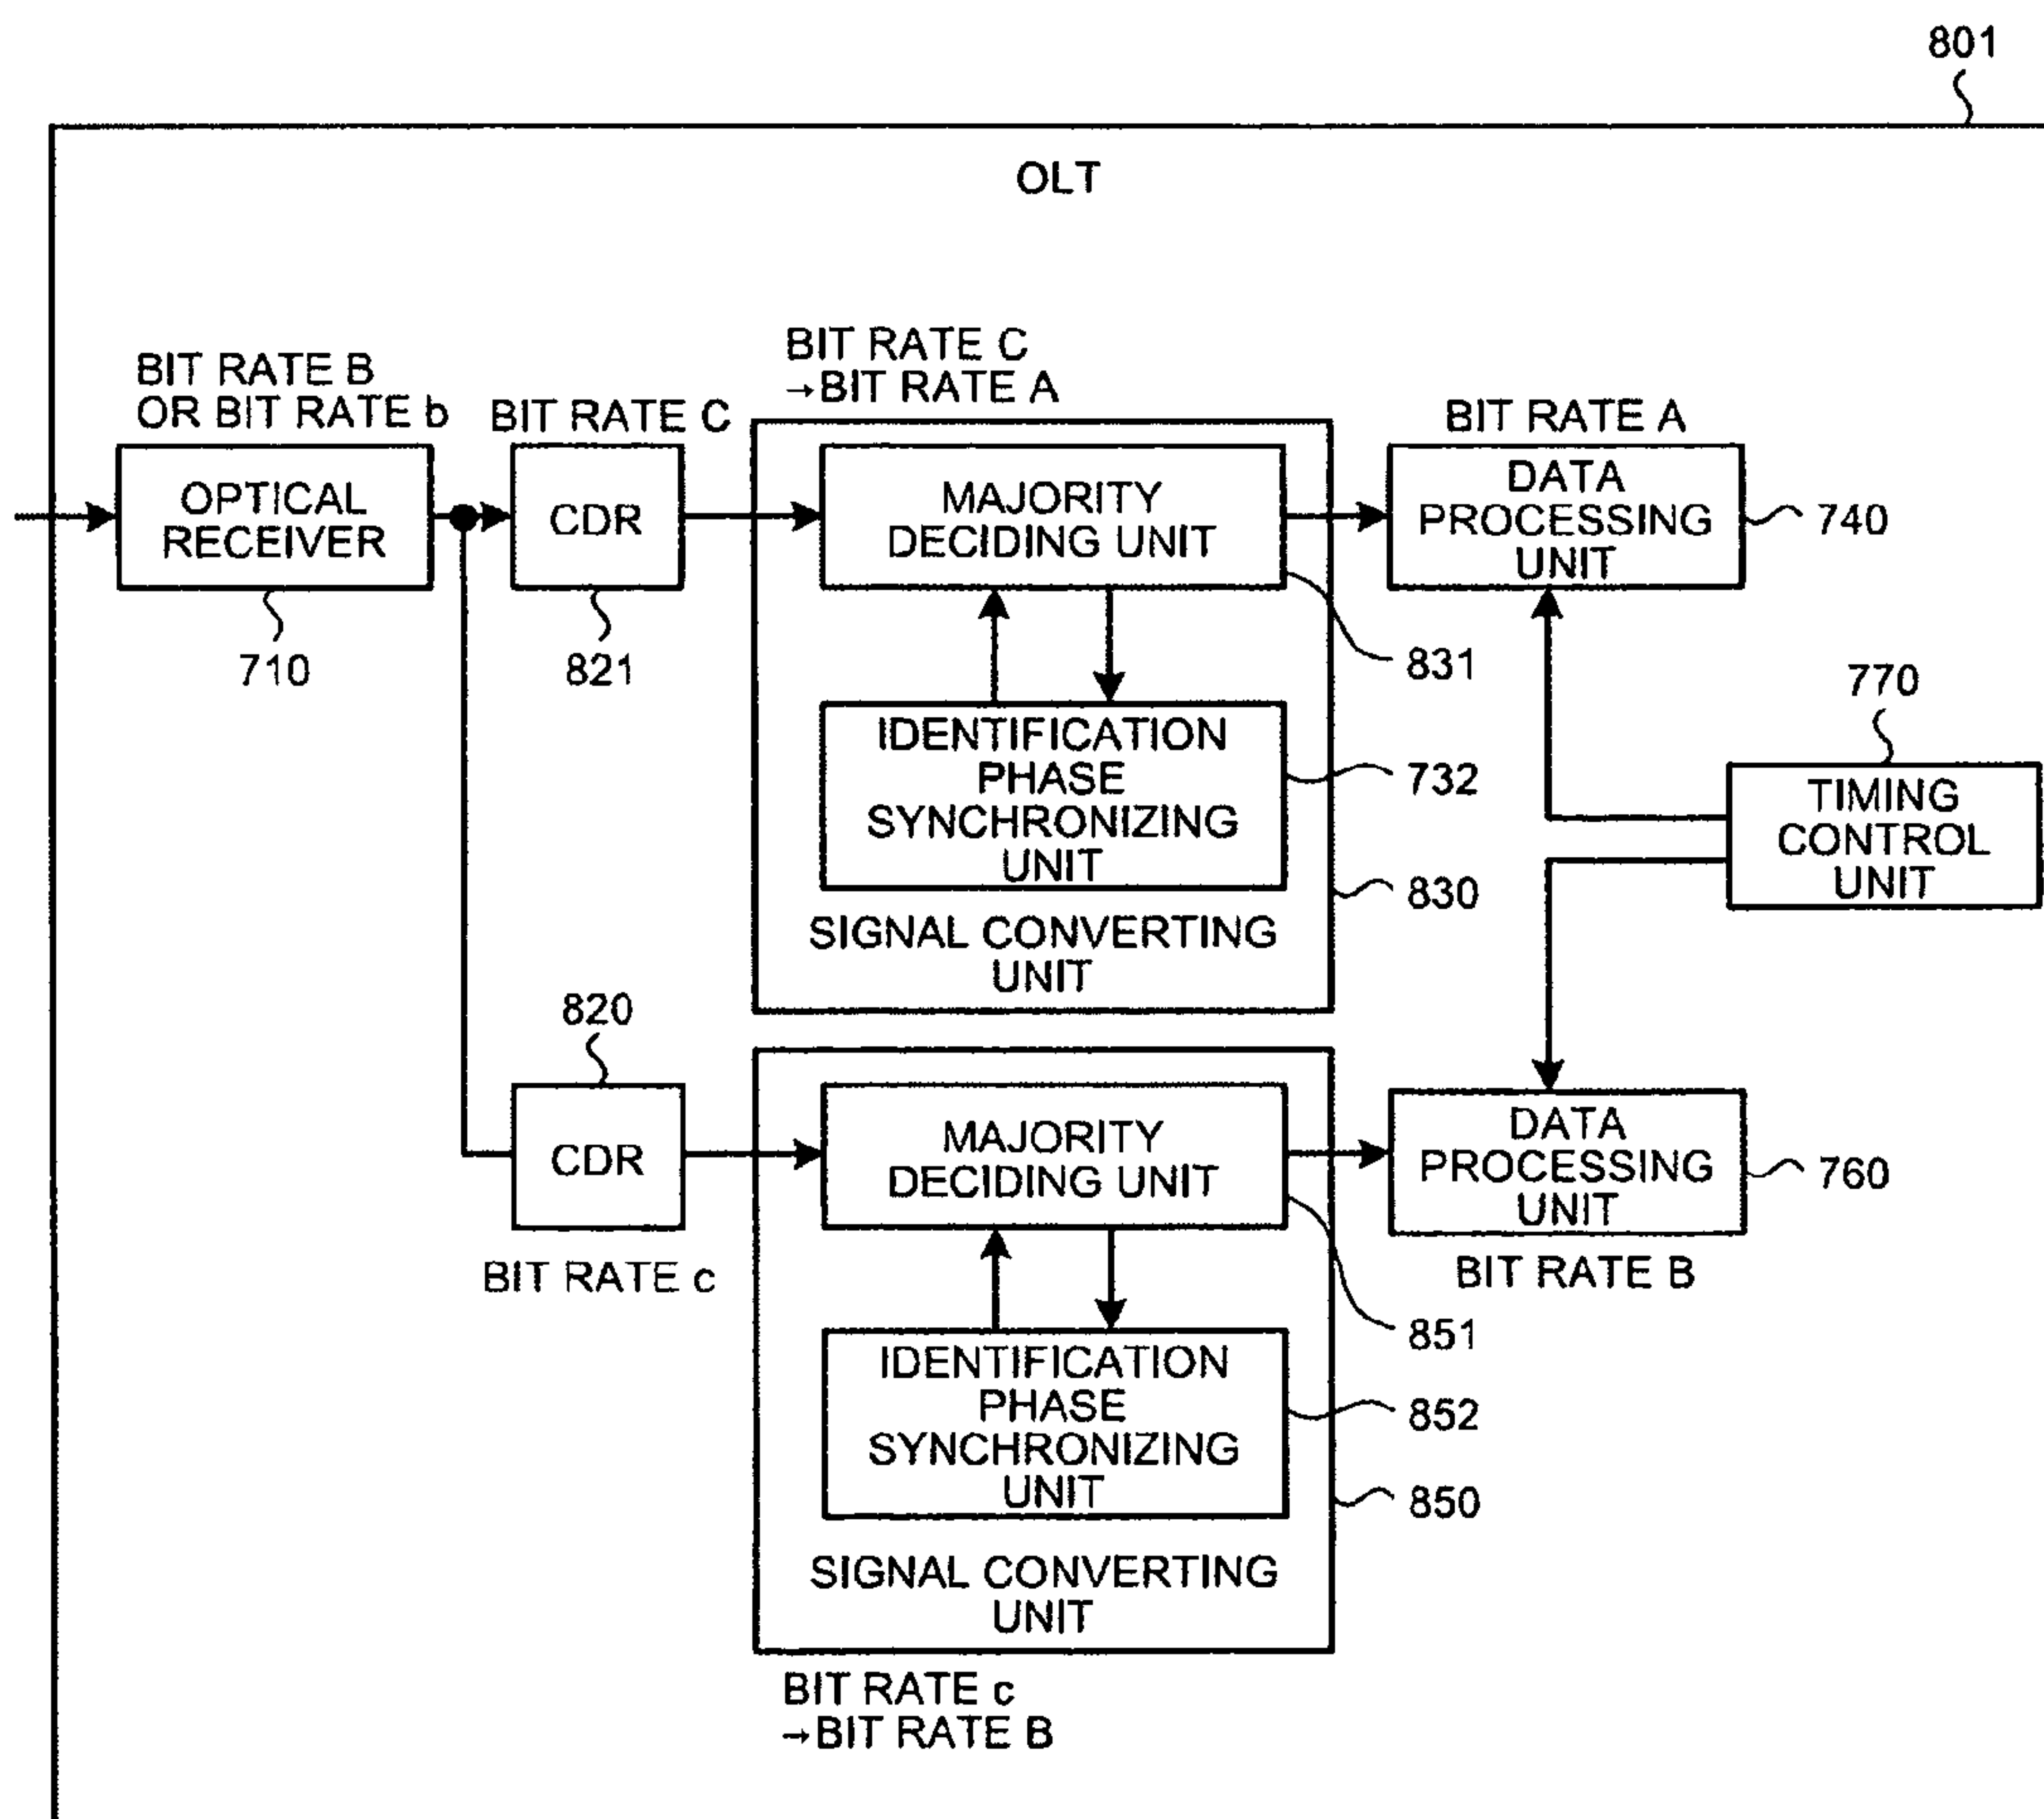 801
OLT
BIT RATE B
OR BIT RATE b
BIT RATE C
BIT RATE C
→BIT RATE A
BIT RATE A
OPTICAL
RECEIVER
CDR
MAJORITY
DECIDING UNIT
DATA
PROCESSING
UNIT
740
710
821
831
770
IDENTIFICATION
PHASE
SYNCHRONIZING
UNIT
732
TIMING
CONTROL
UNIT
830
SIGNAL CONVERTING
UNIT
820
CDR
MAJORITY
DECIDING UNIT
DATA
PROCESSING
UNIT
760
BIT RATE c
BIT RATE B
851
IDENTIFICATION
PHASE
SYNCHRONIZING
UNIT
852
850
SIGNAL CONVERTING
UNIT
BIT RATE c
→BIT RATE B